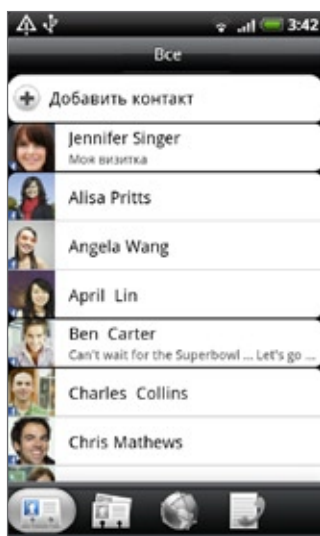 3:42
Все
Добавить контакт
Jennifer Singer
Моя визитка
Alisa Pritts
Angela Wang
April Lin
Ben Carter
Can't wait for the Superbowl ... Let's go ...
Charles Collins
Chris Mathews